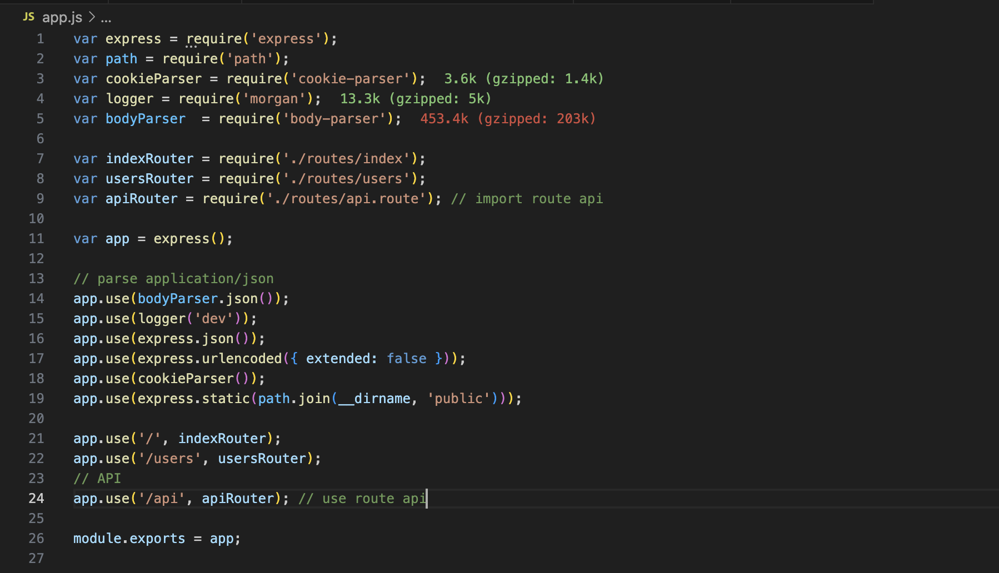 JS app.js > ...
1 var express = require('express');
2 var path = require('path');
3 var cookieParser = require('cookie-parser');  3.6k (gzipped: 1.4k)
4 var logger = require('morgan');  13.3k (gzipped: 5k)
5 var bodyParser  = require('body-parser');  453.4k (gzipped: 203k)
6
7 var indexRouter = require('./routes/index');
8 var usersRouter = require('./routes/users');
9 var apiRouter = require('./routes/api.route'); // import route api
10
11 var app = express();
12
13 // parse application/json
14 app.use(bodyParser.json());
15 app.use(logger('dev'));
16 app.use(express.json());
17 app.use(express.urlencoded({ extended: false }));
18 app.use(cookieParser());
19 app.use(express.static(path.join(__dirname, 'public')));
20
21 app.use('/', indexRouter);
22 app.use('/users', usersRouter);
23 // API
24 app.use('/api', apiRouter); // use route api
25
26 module.exports = app;
27